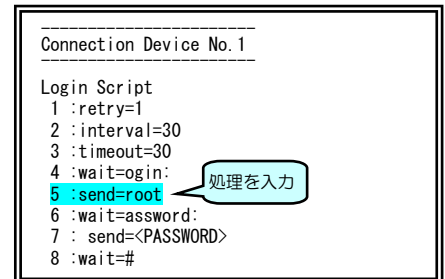 Connection Device No.1
Login Script
1 :retry=1
2 :interval=30
3 :timeout=30
4 :wait=ogin:
5 :send=root
処理を入力
6 :wait=assword:
7 : send=<PASSWORD>
8 :wait=#